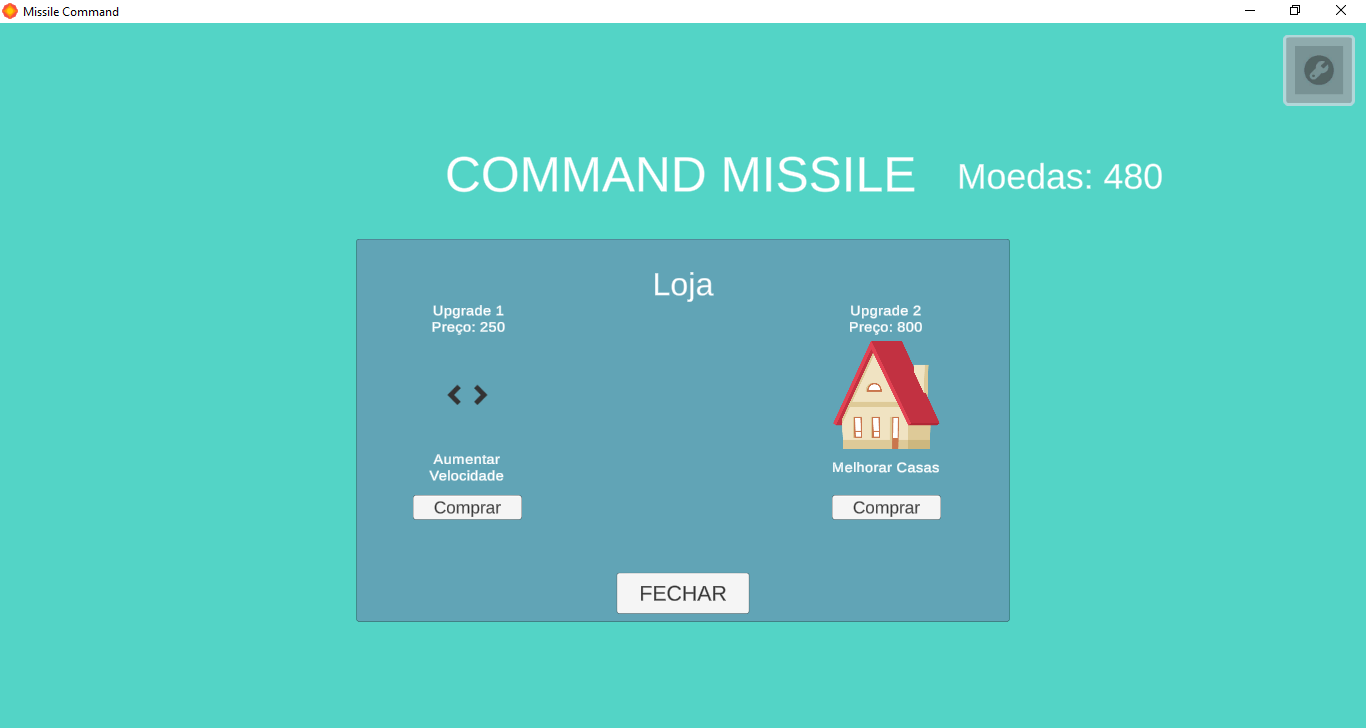 Missile Command
COMMAND MISSILE
Moedas: 480
Loja
Upgrade 1
Preço: 250
Aumentar
Velocidade
Comprar
Upgrade 2
Preço: 800
Melhorar Casas
Comprar
FECHAR